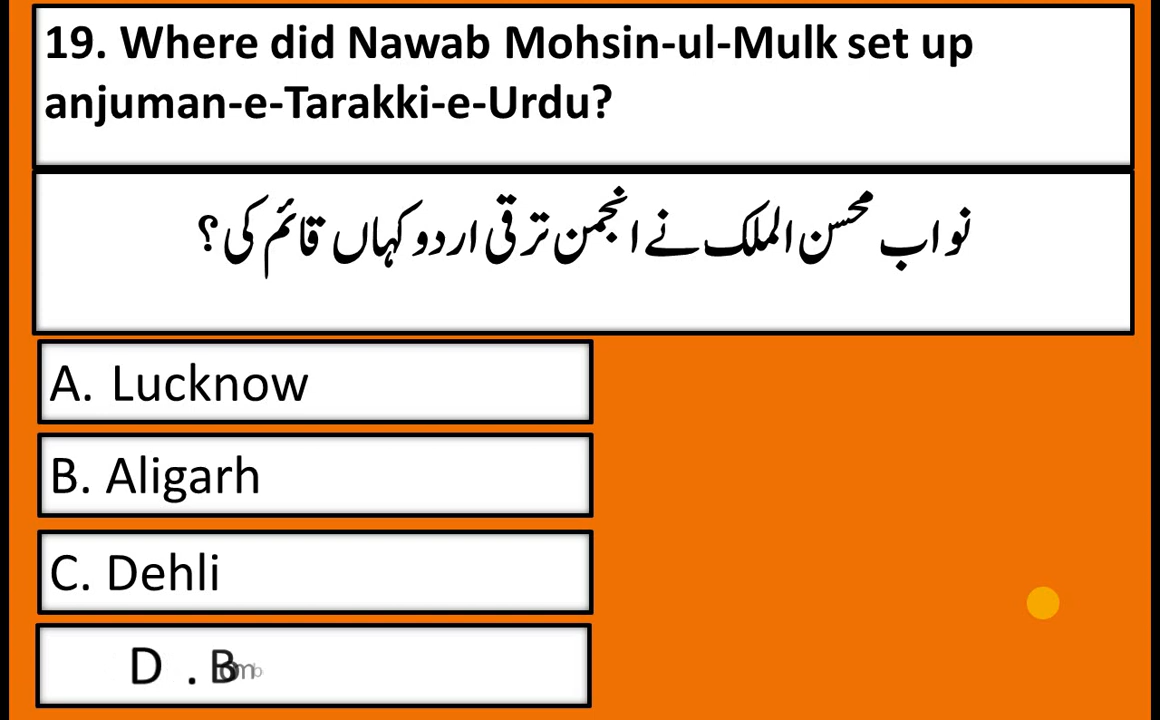 19. Where did Nawab Mohsin-ul-Mulk set up
anjuman-e-Tarakki-e-Urdu?
نواب محسن الملک نے انجمن ترقی اردو کہاں قائم کی؟
A. Lucknow
B. Aligarh
C. Dehli
D . Bomb